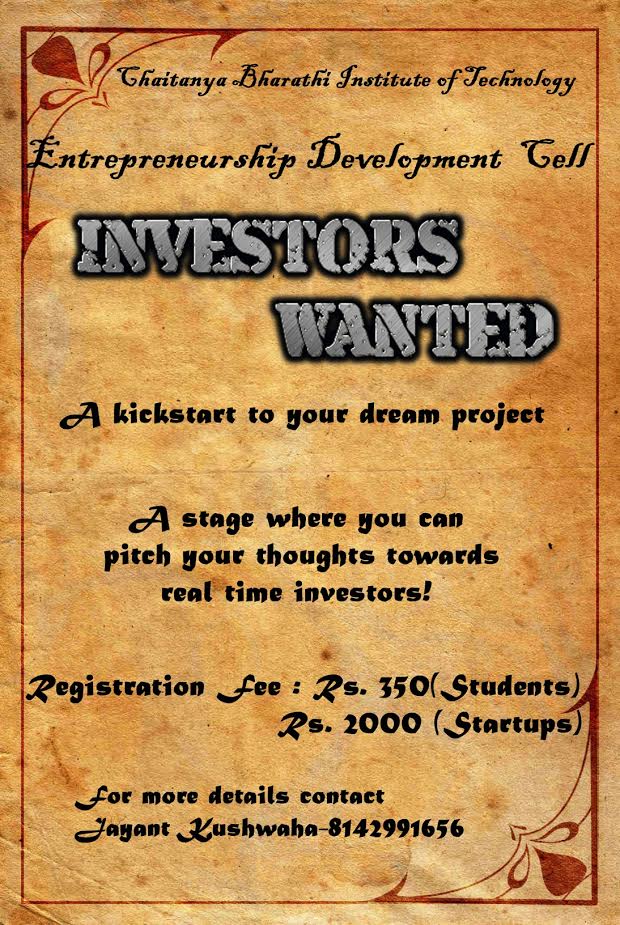 Chaitanya Bharathi Institute of Technology
Entrepreneurship Development Cell
INVESTORS
WANTED
A kickstart to your dream project
A stage where you can
pitch your thoughts towards
real time investors!
Registration Fee : Rs. 350(Students)
Rs. 2000 (Startups)
For more details contact
Jayant Kushwaha-8142991656